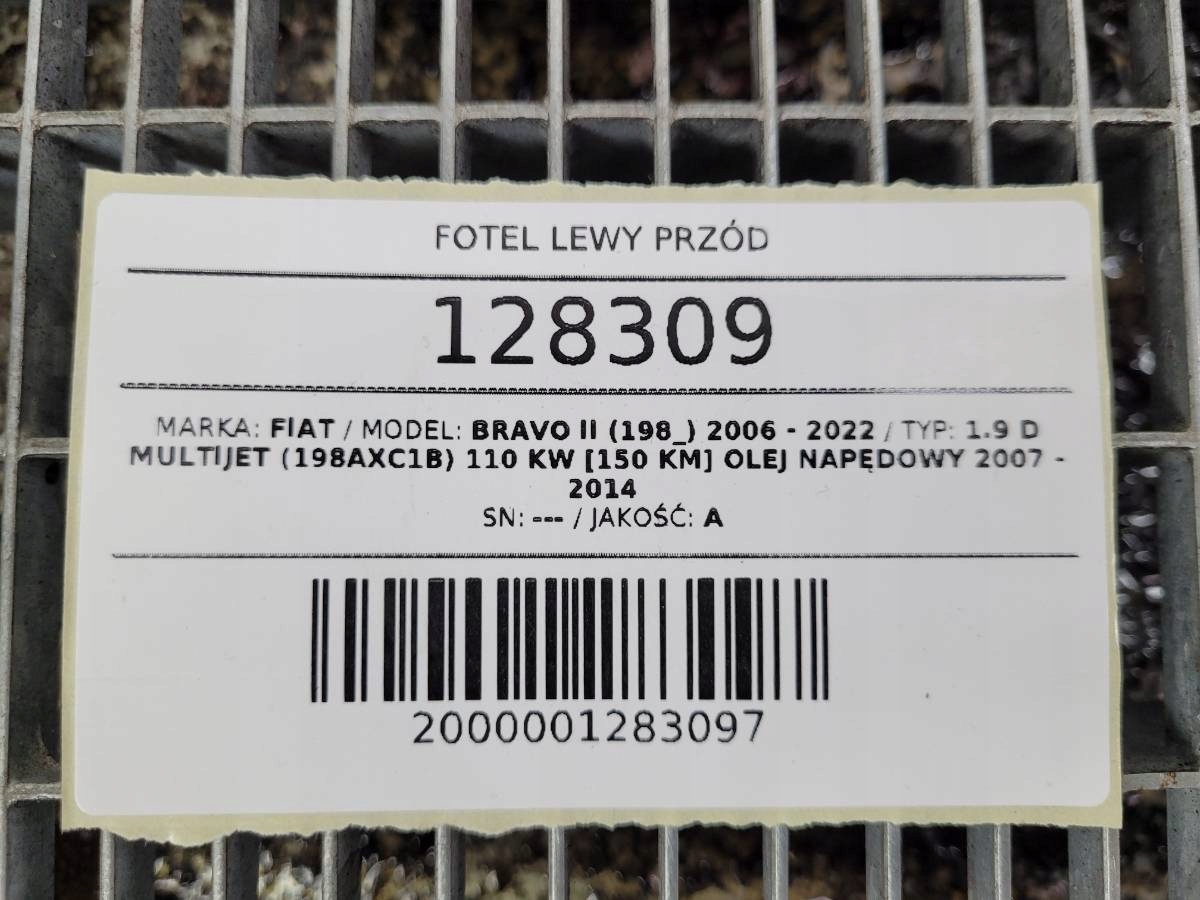 FOTEL LEWY PRZÓD
128309
MARKA: FIAT / MODEL: BRAVO II (198_) 2006 - 2022 / TYP: 1.9 D
MULTIJET (198AXC1B) 110 KW [150 KM] OLEJ NAPĘDOWY 2007 -
2014
SN: --- / JAKOŚĆ: A
2000001283097